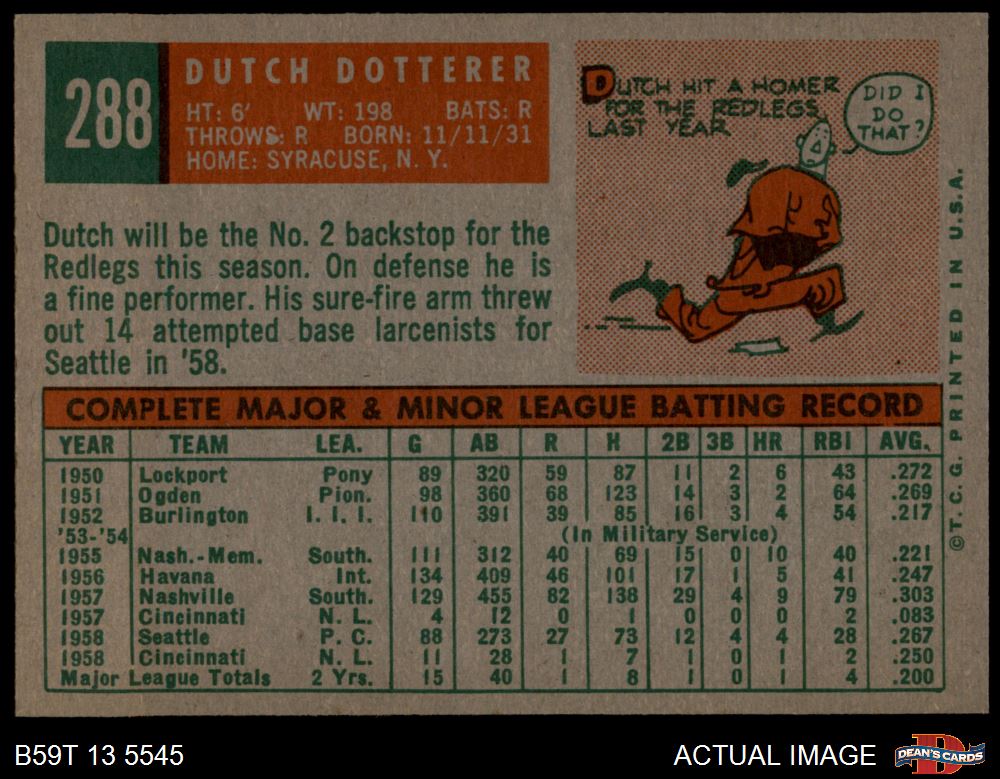 288
DUTCH DOTTERER
HT: 6' WT: 198 BATS: R
THROWS: R BORN: 11/11/31
HOME: SYRACUSE, N. Y.
DUTCH HIT A HOMER
FOR THE REDLEGS
LAST YEAR
DID I
DO
THAT?
Dutch will be the No. 2 backstop for the
Redlegs this season. On defense he is
a fine performer. His sure-fire arm threw
out 14 attempted base larcenists for
Seattle in '58.
COMPLETE MAJOR & MINOR LEAGUE BATTING RECORD
YEAR TEAM LEA. G AB R H 2B 3B HR RBI AVG.
1950 Lockport Pony 89 320 59 87 11 2 6 43 .272
1951 Ogden Pion. 98 360 68 123 14 3 2 64 .269
1952 Burlington I. I. I. 110 391 39 85 16 3 4 54 .217
'53-'54 (In Military Service)
1955 Nash.-Mem. South. 111 312 40 69 15 0 10 40 .221
1956 Havana Int. 134 409 46 101 17 1 5 41 .247
1957 Nashville South. 129 455 82 138 29 4 9 79 .303
1957 Cincinnati N. L. 4 12 0 1 0 0 0 2 .083
1958 Seattle P. C. 88 273 27 73 12 4 4 28 .267
1958 Cincinnati N. L. 11 28 1 7 1 0 1 2 .250
Major League Totals 2 Yrs. 15 40 1 8 1 0 1 4 .200
©T. C. G. PRINTED IN U.S.A.
B59T 13 5545
ACTUAL IMAGE
D
DEAN'S CARDS